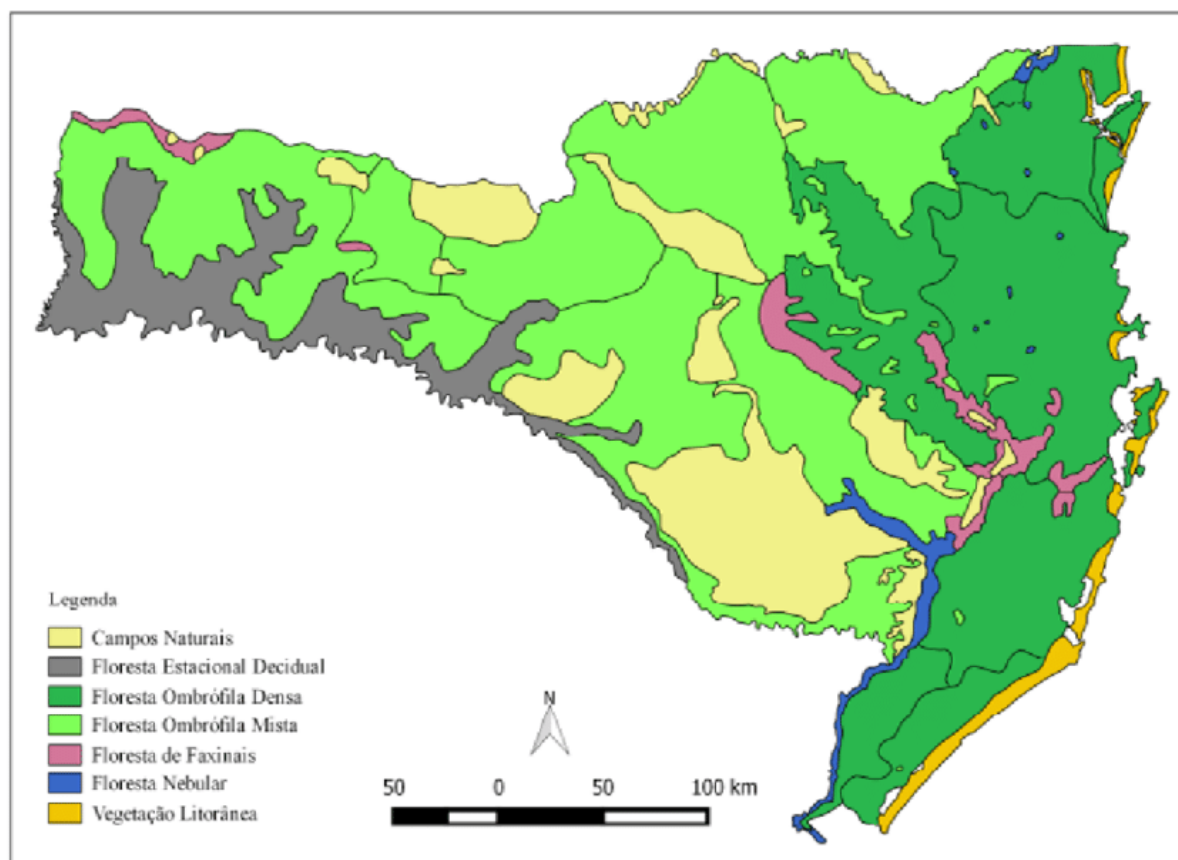 Legenda
Campos Naturais
Floresta Estacional Decidual
Floresta Ombrófila Densa
Floresta Ombrófila Mista
Floresta de Faxinais
Floresta Nebular
Vegetação Litorânea
N
50 0 50 100 km